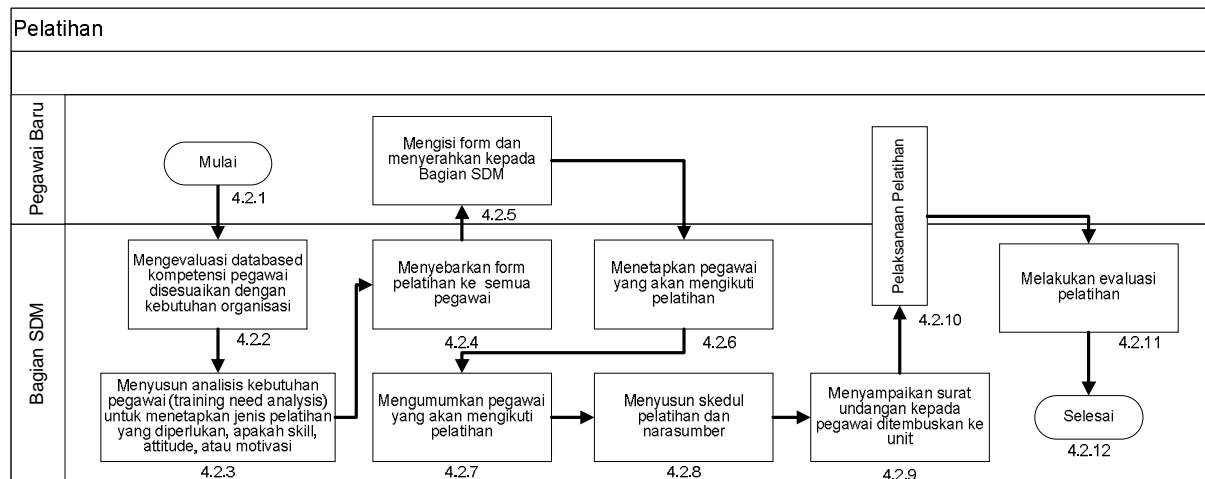 Pelatihan
Pegawai Baru
Mulai
4.2.1
Mengisi form dan
menyerahkan kepada
Bagian SDM
4.2.5
Pelaksanaan Pelatihan
4.2.10
Bagian SDM
Mengevaluasi databased
kompetensi pegawai
disesuaikan dengan
kebutuhan organisasi
4.2.2
Menyusun analisis kebutuhan
pegawai (training need analysis)
untuk menetapkan jenis pelatihan
yang diperlukan, apakah skill,
attitude, atau motivasi
4.2.3
Menyebarkan form
pelatihan ke semua
pegawai
4.2.4
Menetapkan pegawai
yang akan mengikuti
pelatihan
4.2.6
Mengumumkan pegawai
yang akan mengikuti
pelatihan
4.2.7
Menyusun skedul
pelatihan dan
narasumber
4.2.8
Menyampaikan surat
undangan kepada
pegawai ditembuskan ke
unit
4.2.9
Melakukan evaluasi
pelatihan
4.2.11
Selesai
4.2.12